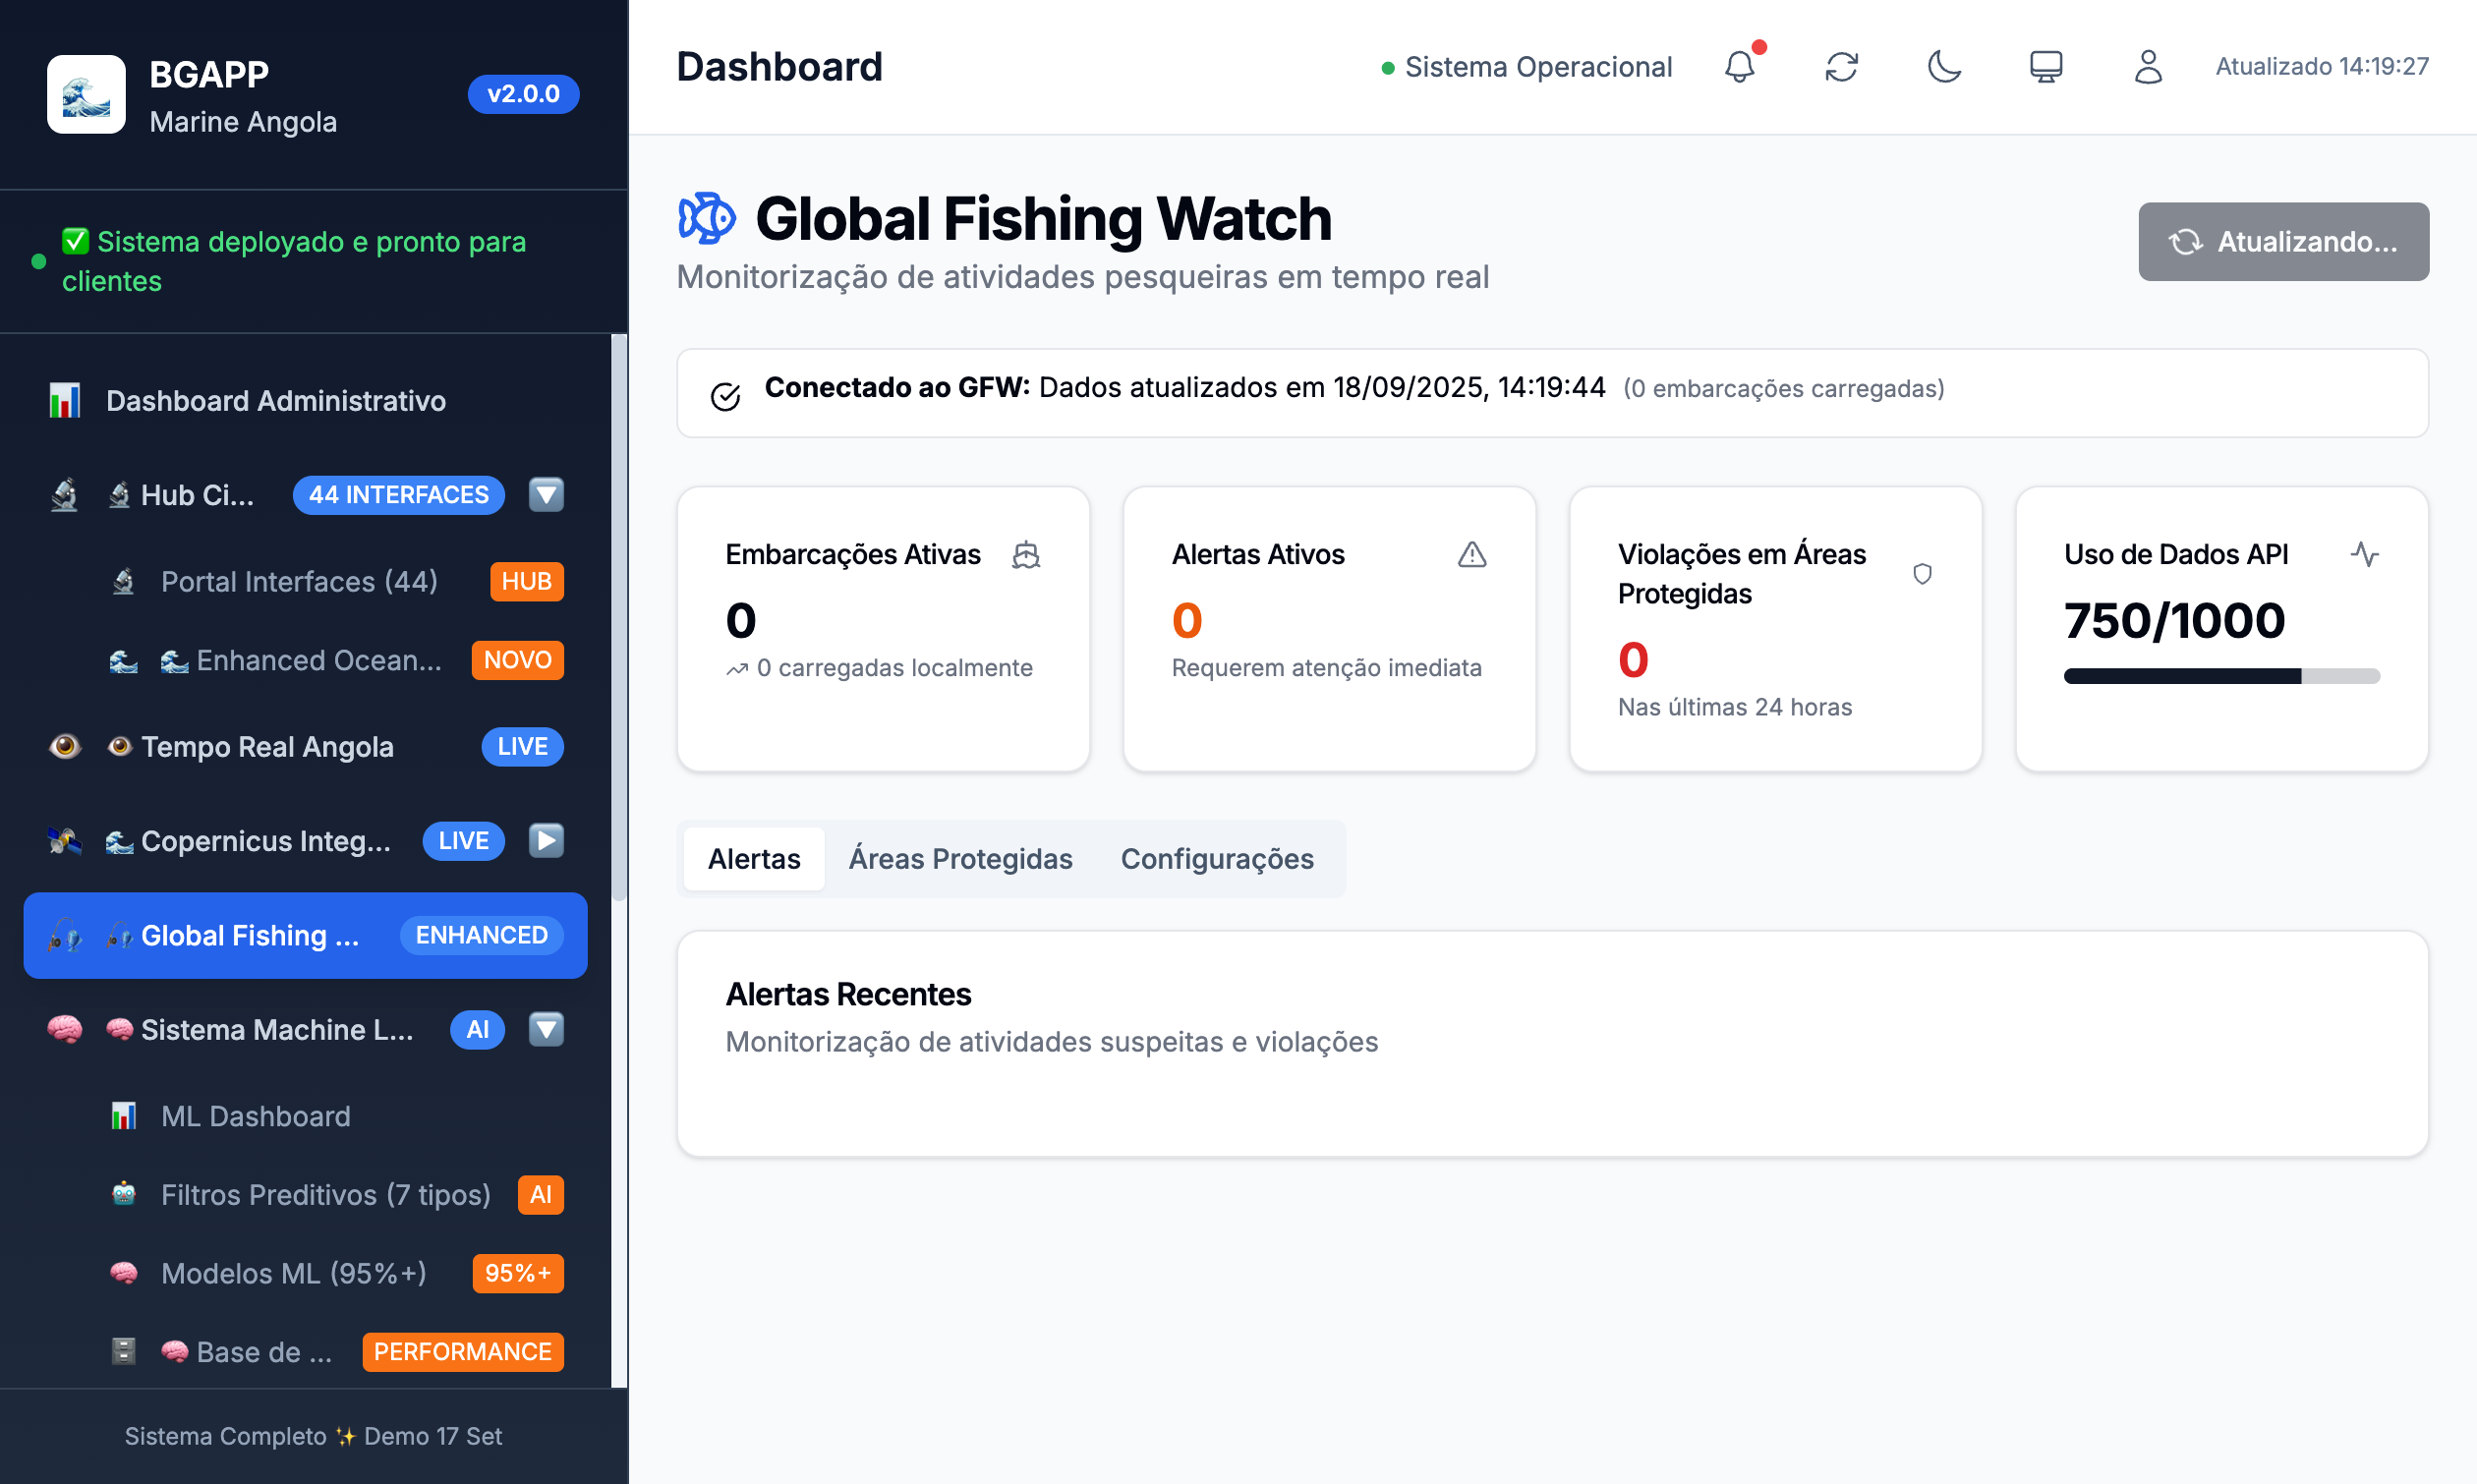 BGAPP
Marine Angola
v2.0.0
Sistema deployado e pronto para
clientes
Dashboard Administrativo
Hub Ci...
44 INTERFACES
Portal Interfaces (44)
HUB
Enhanced Ocean...
NOVO
Tempo Real Angola
LIVE
Copernicus Integ...
LIVE
Global Fishing ...
ENHANCED
Sistema Machine L...
AI
ML Dashboard
Filtros Preditivos (7 tipos)
AI
Modelos ML (95%+)
95%+
Base de ...
PERFORMANCE
Sistema Completo ✨ Demo 17 Set
Dashboard
Sistema Operacional
Atualizado 14:19:27
Global Fishing Watch
Monitorização de atividades pesqueiras em tempo real
Atualizando...
Conectado ao GFW: Dados atualizados em 18/09/2025, 14:19:44 (0 embarcações carregadas)
Embarcações Ativas
0
0 carregadas localmente
Alertas Ativos
0
Requerem atenção imediata
Violações em Áreas
Protegidas
0
Nas últimas 24 horas
Uso de Dados API
750/1000
Alertas
Áreas Protegidas
Configurações
Alertas Recentes
Monitorização de atividades suspeitas e violações